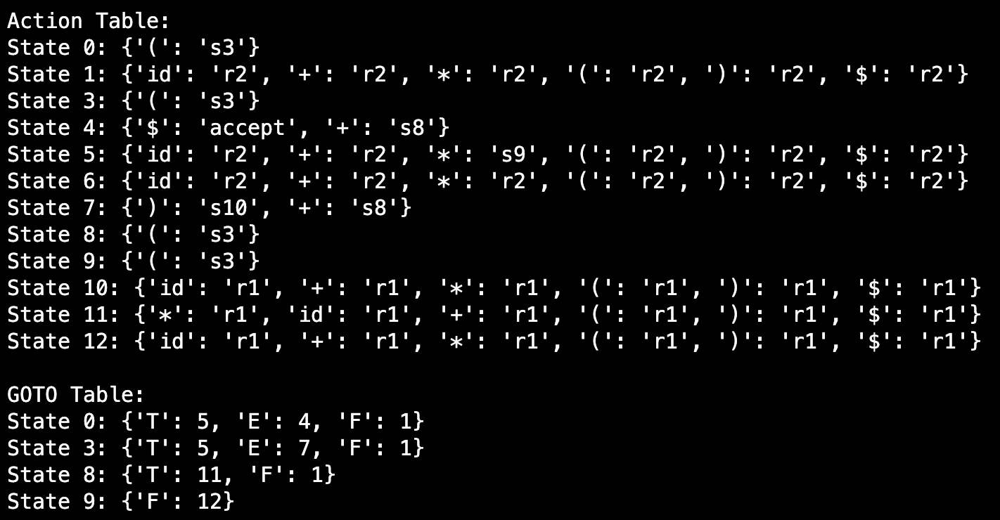 Action Table:
State 0: {'(': 's3'}
State 1: {'id': 'r2', '+': 'r2', '*': 'r2', '(': 'r2', ')': 'r2', '$': 'r2'}
State 3: {'(': 's3'}
State 4: {'$': 'accept', '+': 's8'}
State 5: {'id': 'r2', '+': 'r2', '*': 's9', '(': 'r2', ')': 'r2', '$': 'r2'}
State 6: {'id': 'r2', '+': 'r2', '*': 'r2', '(': 'r2', ')': 'r2', '$': 'r2'}
State 7: {')': 's10', '+': 's8'}
State 8: {'(': 's3'}
State 9: {'(': 's3'}
State 10: {'id': 'r1', '+': 'r1', '*': 'r1', '(': 'r1', ')': 'r1', '$': 'r1'}
State 11: {'*': 'r1', 'id': 'r1', '+': 'r1', '(': 'r1', ')': 'r1', '$': 'r1'}
State 12: {'id': 'r1', '+': 'r1', '*': 'r1', '(': 'r1', ')': 'r1', '$': 'r1'}

GOTO Table:
State 0: {'T': 5, 'E': 4, 'F': 1}
State 3: {'T': 5, 'E': 7, 'F': 1}
State 8: {'T': 11, 'F': 1}
State 9: {'F': 12}